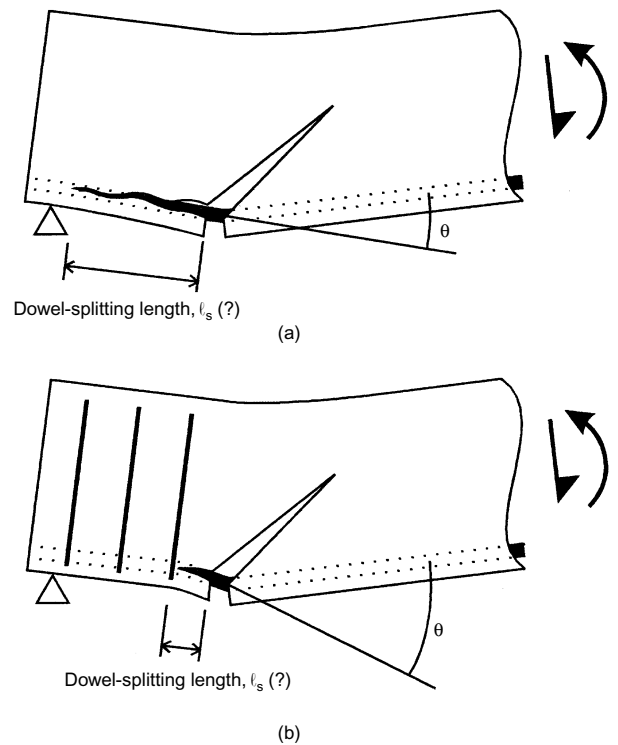 θ
Dowel-splitting length, ℓs (?)
(a)
θ
Dowel-splitting length, ℓs (?)
(b)